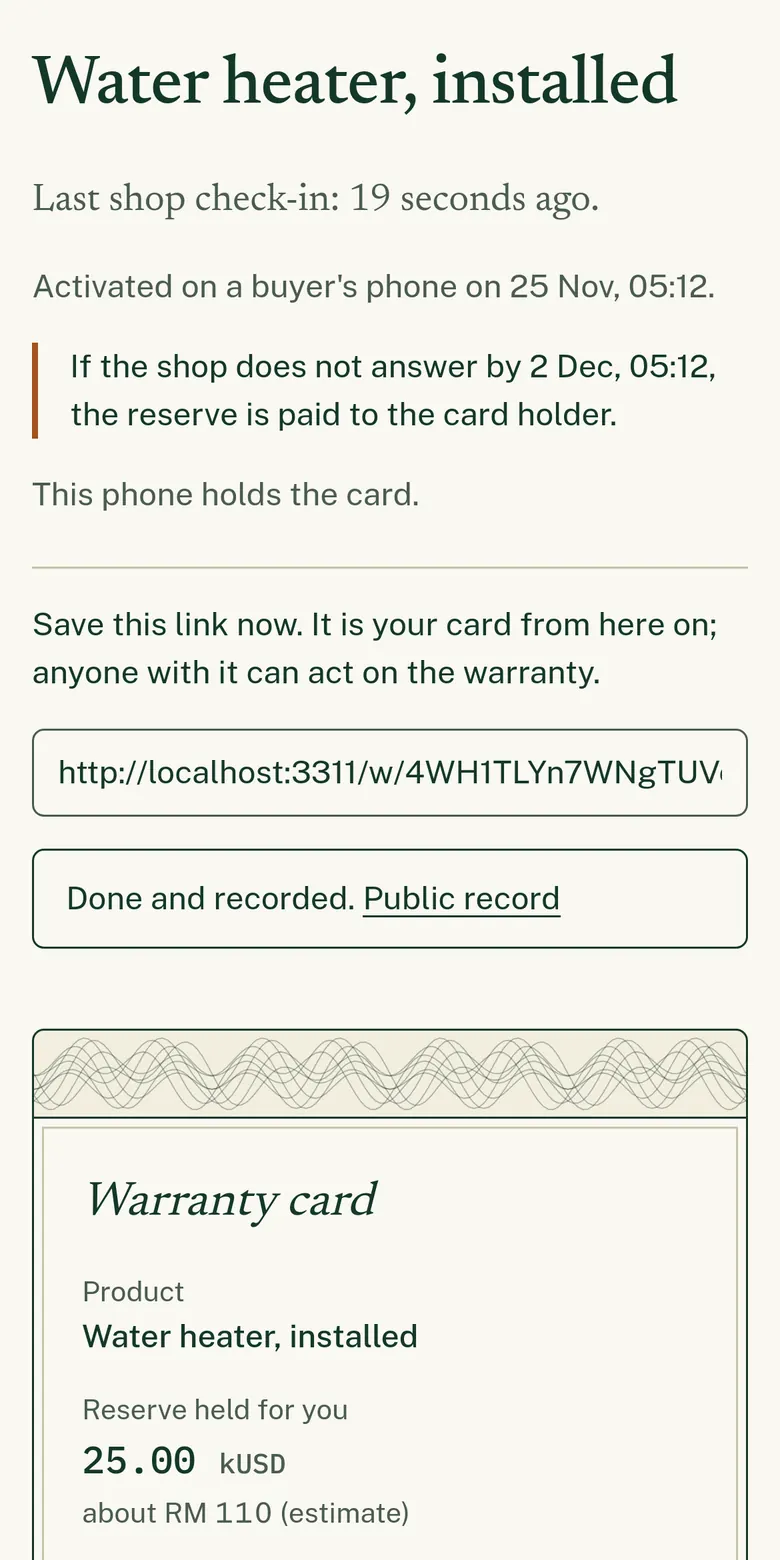 Water heater, installed
Last shop check-in: 19 seconds ago.
Activated on a buyer's phone on 25 Nov, 05:12.
If the shop does not answer by 2 Dec, 05:12,
the reserve is paid to the card holder.
This phone holds the card.
Save this link now. It is your card from here on;
anyone with it can act on the warranty.
http://localhost:3311/w/4WH1TLYn7WNgTUV
Done and recorded. Public record
Warranty card
Product
Water heater, installed
Reserve held for you
25.00 kUSD
about RM 110 (estimate)